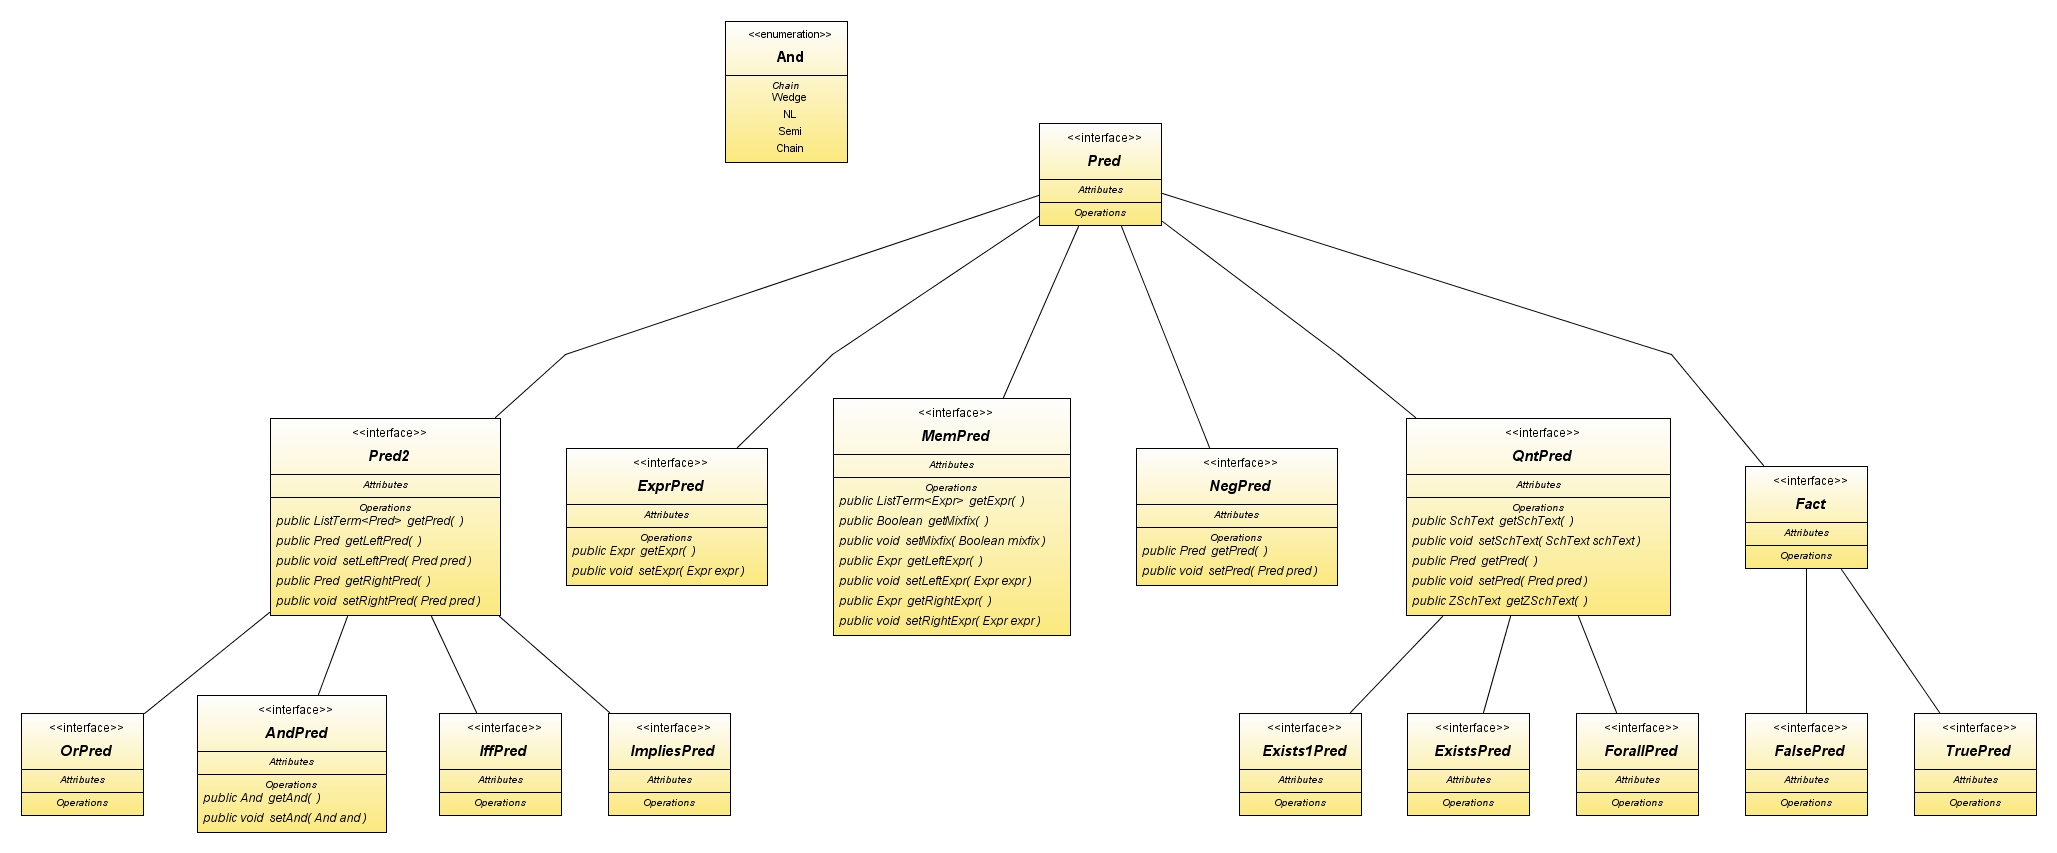 <<enumeration>>
And
Chain
Wedge
NL
Semi
Chain
<<interface>>
Pred
Attributes
Operations
<<interface>>
Pred2
Attributes
Operations
public ListTerm<Pred> getPred( )
public Pred getLeftPred( )
public void setLeftPred( Pred pred )
public Pred getRightPred( )
public void setRightPred( Pred pred )
<<interface>>
ExprPred
Attributes
Operations
public Expr getExpr( )
public void setExpr( Expr expr )
<<interface>>
MemPred
Attributes
Operations
public ListTerm<Expr> getExpr( )
public Boolean getMixfix( )
public void setMixfix( Boolean mixfix )
public Expr getLeftExpr( )
public void setLeftExpr( Expr expr )
public Expr getRightExpr( )
public void setRightExpr( Expr expr )
<<interface>>
NegPred
Attributes
Operations
public Pred getPred( )
public void setPred( Pred pred )
<<interface>>
QntPred
Attributes
Operations
public SchText getSchText( )
public void setSchText( SchText schText )
public Pred getPred( )
public void setPred( Pred pred )
public ZSchText getZSchText( )
<<interface>>
Fact
Attributes
Operations
<<interface>>
OrPred
Attributes
Operations
<<interface>>
AndPred
Attributes
Operations
public And getAnd( )
public void setAnd( And and )
<<interface>>
IffPred
Attributes
Operations
<<interface>>
ImpliesPred
Attributes
Operations
<<interface>>
Exists1Pred
Attributes
Operations
<<interface>>
ExistsPred
Attributes
Operations
<<interface>>
ForallPred
Attributes
Operations
<<interface>>
FalsePred
Attributes
Operations
<<interface>>
TruePred
Attributes
Operations